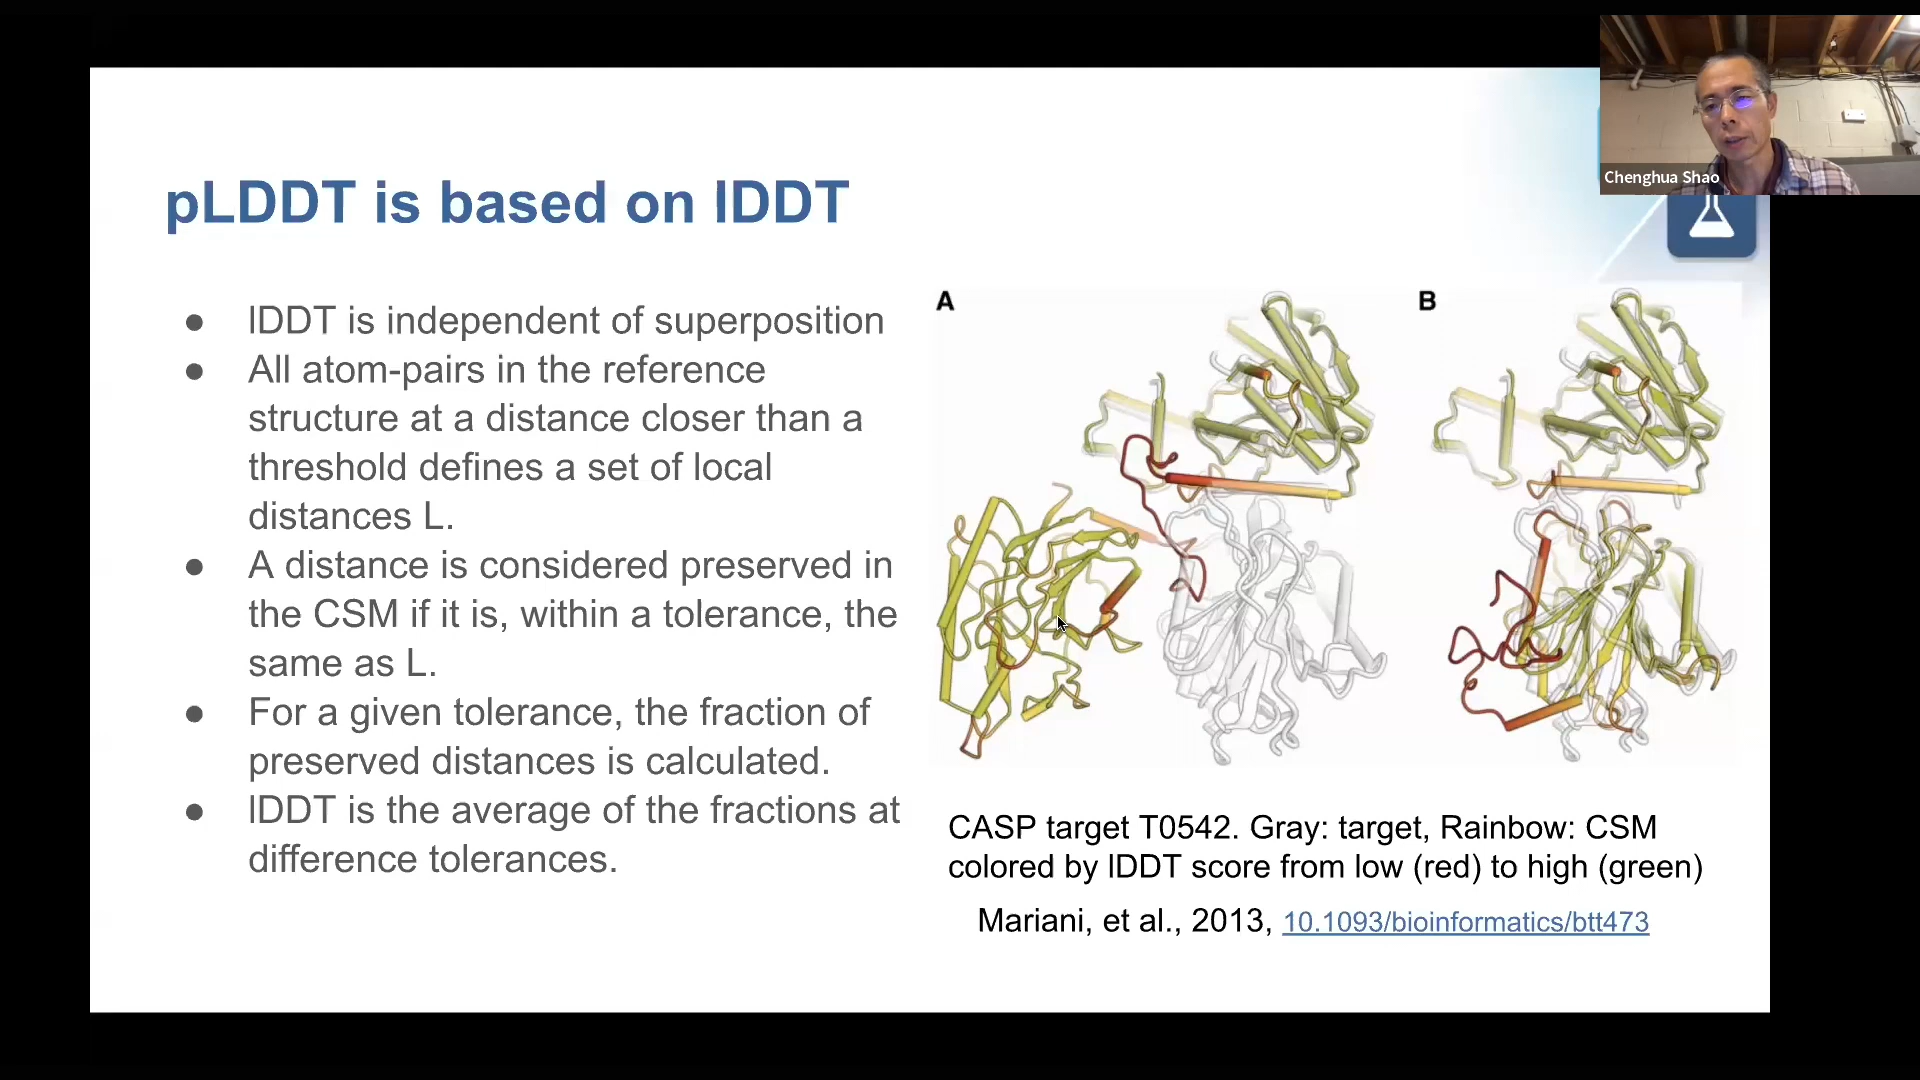 Chenghua Shao
pLDDT is based on lDDT
● lDDT is independent of superposition
● All atom-pairs in the reference
structure at a distance closer than a
threshold defines a set of local
distances L.
● A distance is considered preserved in
the CSM if it is, within a tolerance, the
same as L.
● For a given tolerance, the fraction of
preserved distances is calculated.
● lDDT is the average of the fractions at
difference tolerances.
A
B
CASP target T0542. Gray: target, Rainbow: CSM
colored by lDDT score from low (red) to high (green)
Mariani, et al., 2013, 10.1093/bioinformatics/btt473